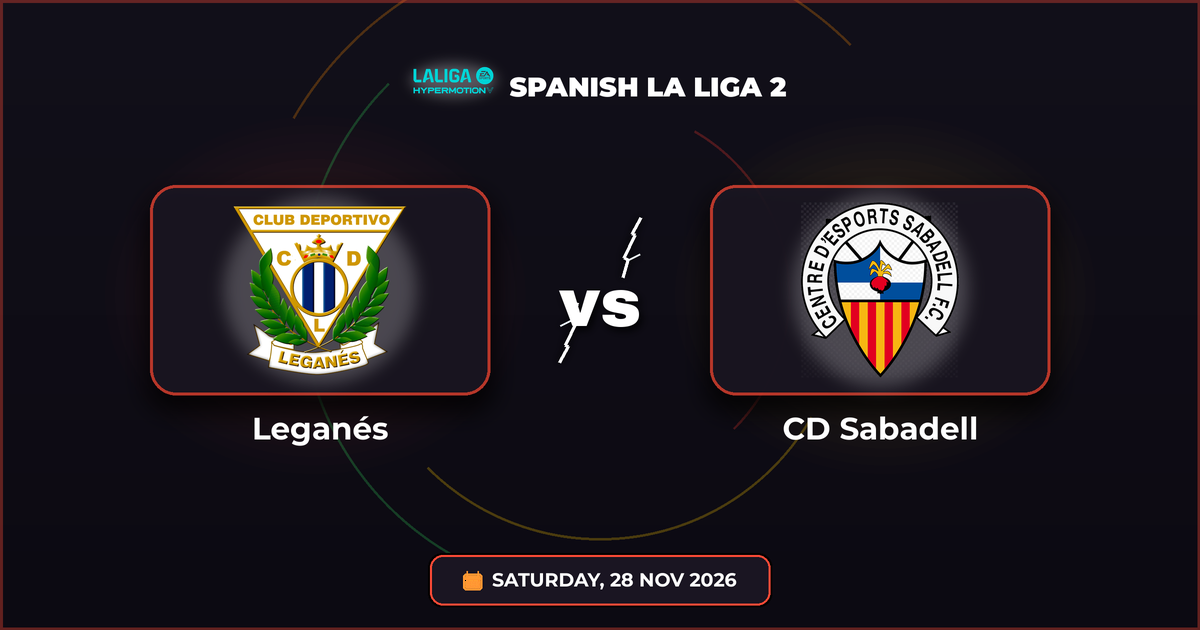 LALIGA EA
HYPERMOTION
SPANISH LA LIGA 2
CLUB DEPORTIVO
C D
L
LEGANÉS
VS
CENTRE D'ESPORTS SABADELL F.C.
Leganés
CD Sabadell
SATURDAY, 28 NOV 2026